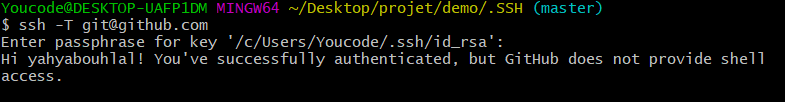 Youcode@DESKTOP-UAFP1DM MINGW64 ~/Desktop/projet/demo/.SSH (master)
$ ssh -T git@github.com
Enter passphrase for key '/c/Users/Youcode/.ssh/id_rsa':
Hi yahyabouhlal! You've successfully authenticated, but GitHub does not provide shell
access.